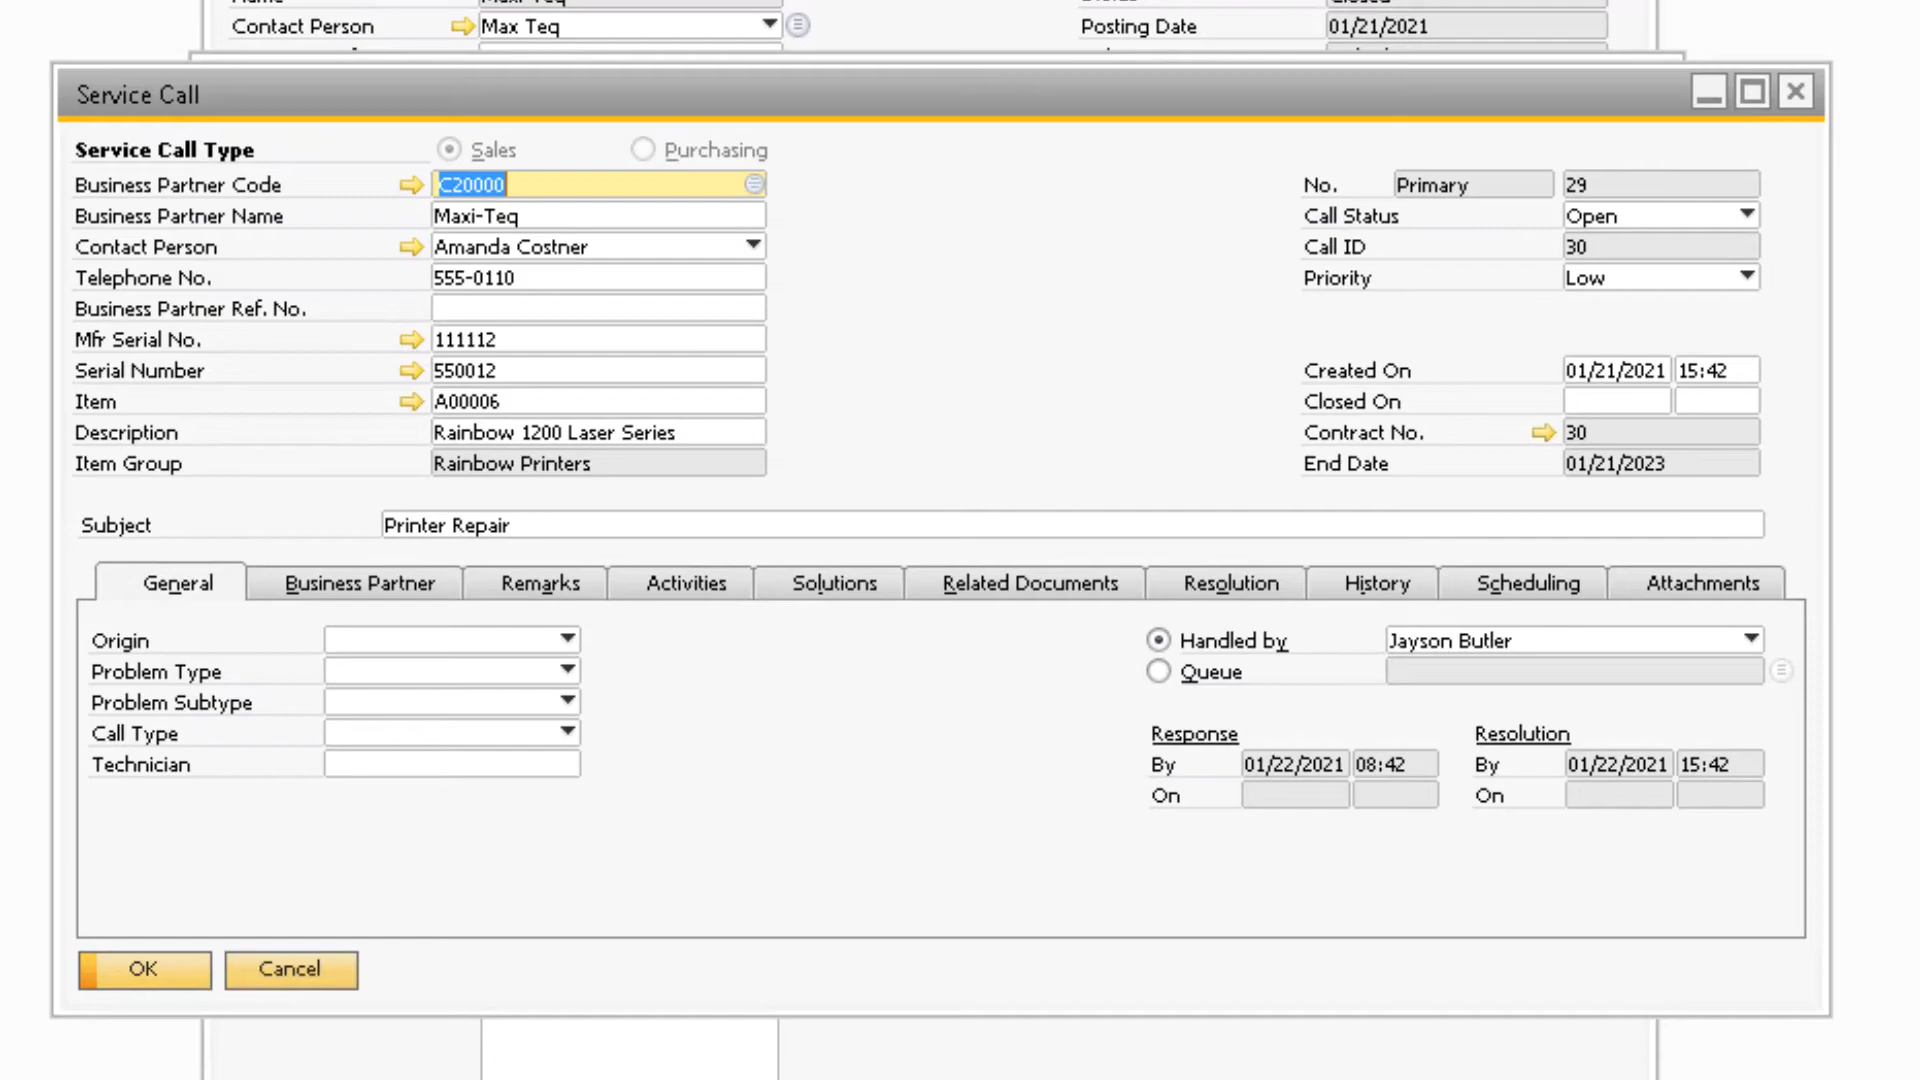 Contact Person Max Teq Posting Date 01/21/2021
Service Call
Service Call Type Sales Purchasing
Business Partner Code C20000 No. Primary 29
Business Partner Name Maxi-Teq Call Status Open
Contact Person Amanda Costner Call ID 30
Telephone No. 555-0110 Priority Low
Business Partner Ref. No.
Mfr Serial No. 111112
Serial Number 550012 Created On 01/21/2021 15:42
Item A00006 Closed On
Description Rainbow 1200 Laser Series Contract No. 30
Item Group Rainbow Printers End Date 01/21/2023
Subject Printer Repair
General Business Partner Remarks Activities Solutions Related Documents Resolution History Scheduling Attachments
Origin Handled by Jayson Butler
Problem Type Queue
Problem Subtype
Call Type Response Resolution
Technician By 01/22/2021 08:42 By 01/22/2021 15:42
On On
OK Cancel